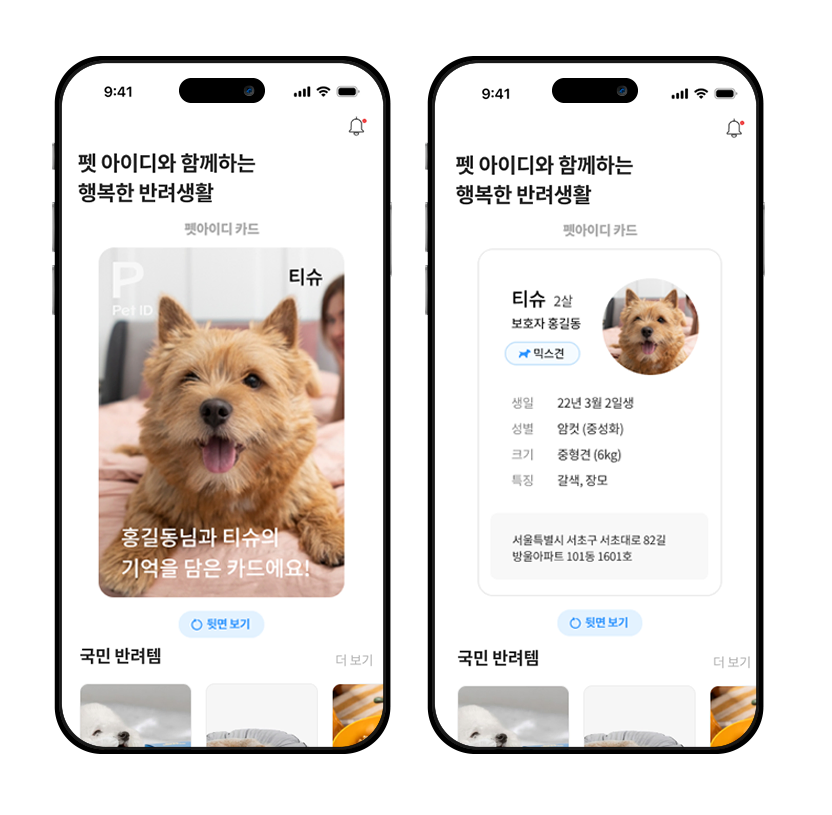 9:41
펫 아이디와 함께하는
행복한 반려생활
펫아이디 카드
P
Pet ID
티슈
홍길동님과 티슈의
기억을 담은 카드에요!
뒷면 보기
국민 반려템
더 보기
9:41
펫 아이디와 함께하는
행복한 반려생활
펫아이디 카드
티슈 2살
보호자 홍길동
믹스견
생일 22년 3월 2일생
성별 암컷 (중성화)
크기 중형견 (6kg)
특징 갈색, 장모
서울특별시 서초구 서초대로 82길
방울아파트 101동 1601호
뒷면 보기
국민 반려템
더 보기